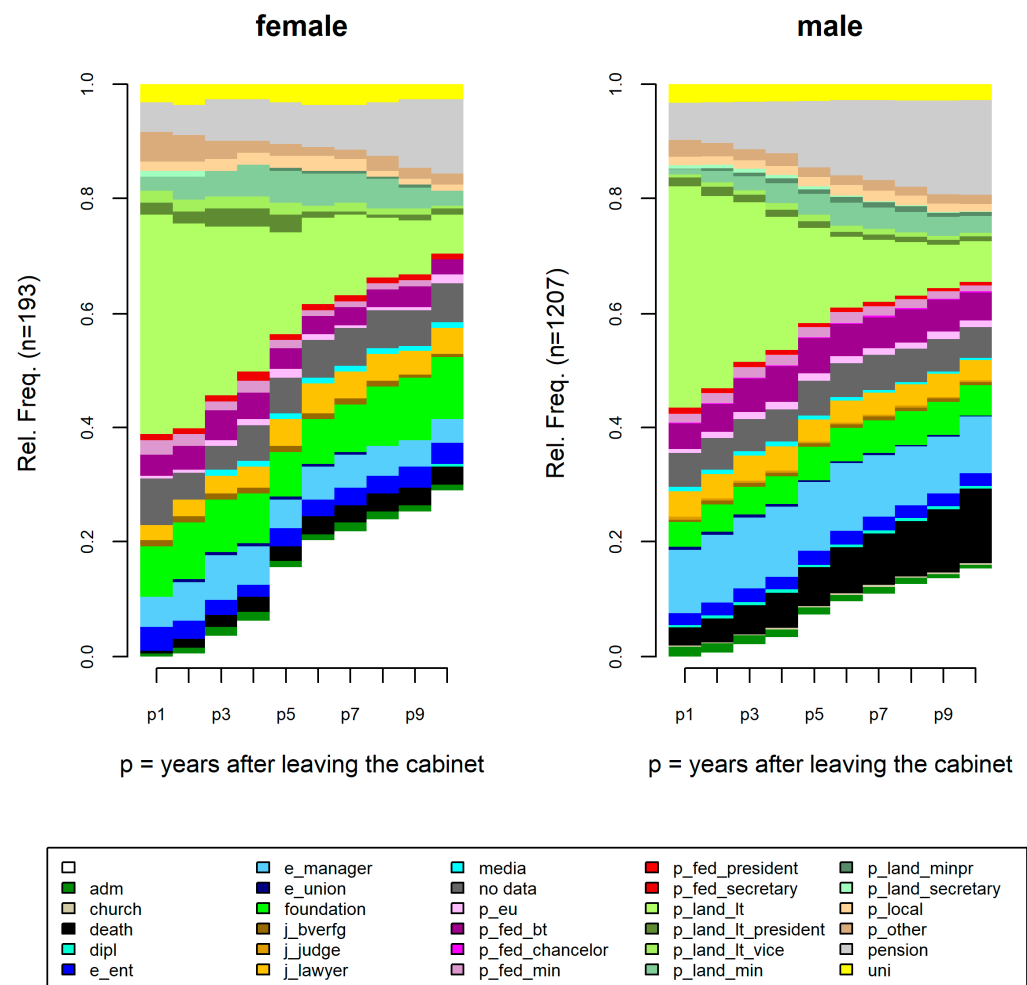 female
male
Rel. Freq. (n=193)
1.0
0.8
0.6
0.4
0.2
0.0
p1 p3 p5 p7 p9
p = years after leaving the cabinet
Rel. Freq. (n=1207)
1.0
0.8
0.6
0.4
0.2
0.0
p1 p3 p5 p7 p9
p = years after leaving the cabinet
adm
church
death
dipl
e_ent
e_manager
e_union
foundation
j_bverfg
j_judge
j_lawyer
media
no data
p_eu
p_fed_bt
p_fed_chancelor
p_fed_min
p_fed_president
p_fed_secretary
p_land_lt
p_land_lt_president
p_land_lt_vice
p_land_min
p_land_minpr
p_land_secretary
p_local
p_other
pension
uni